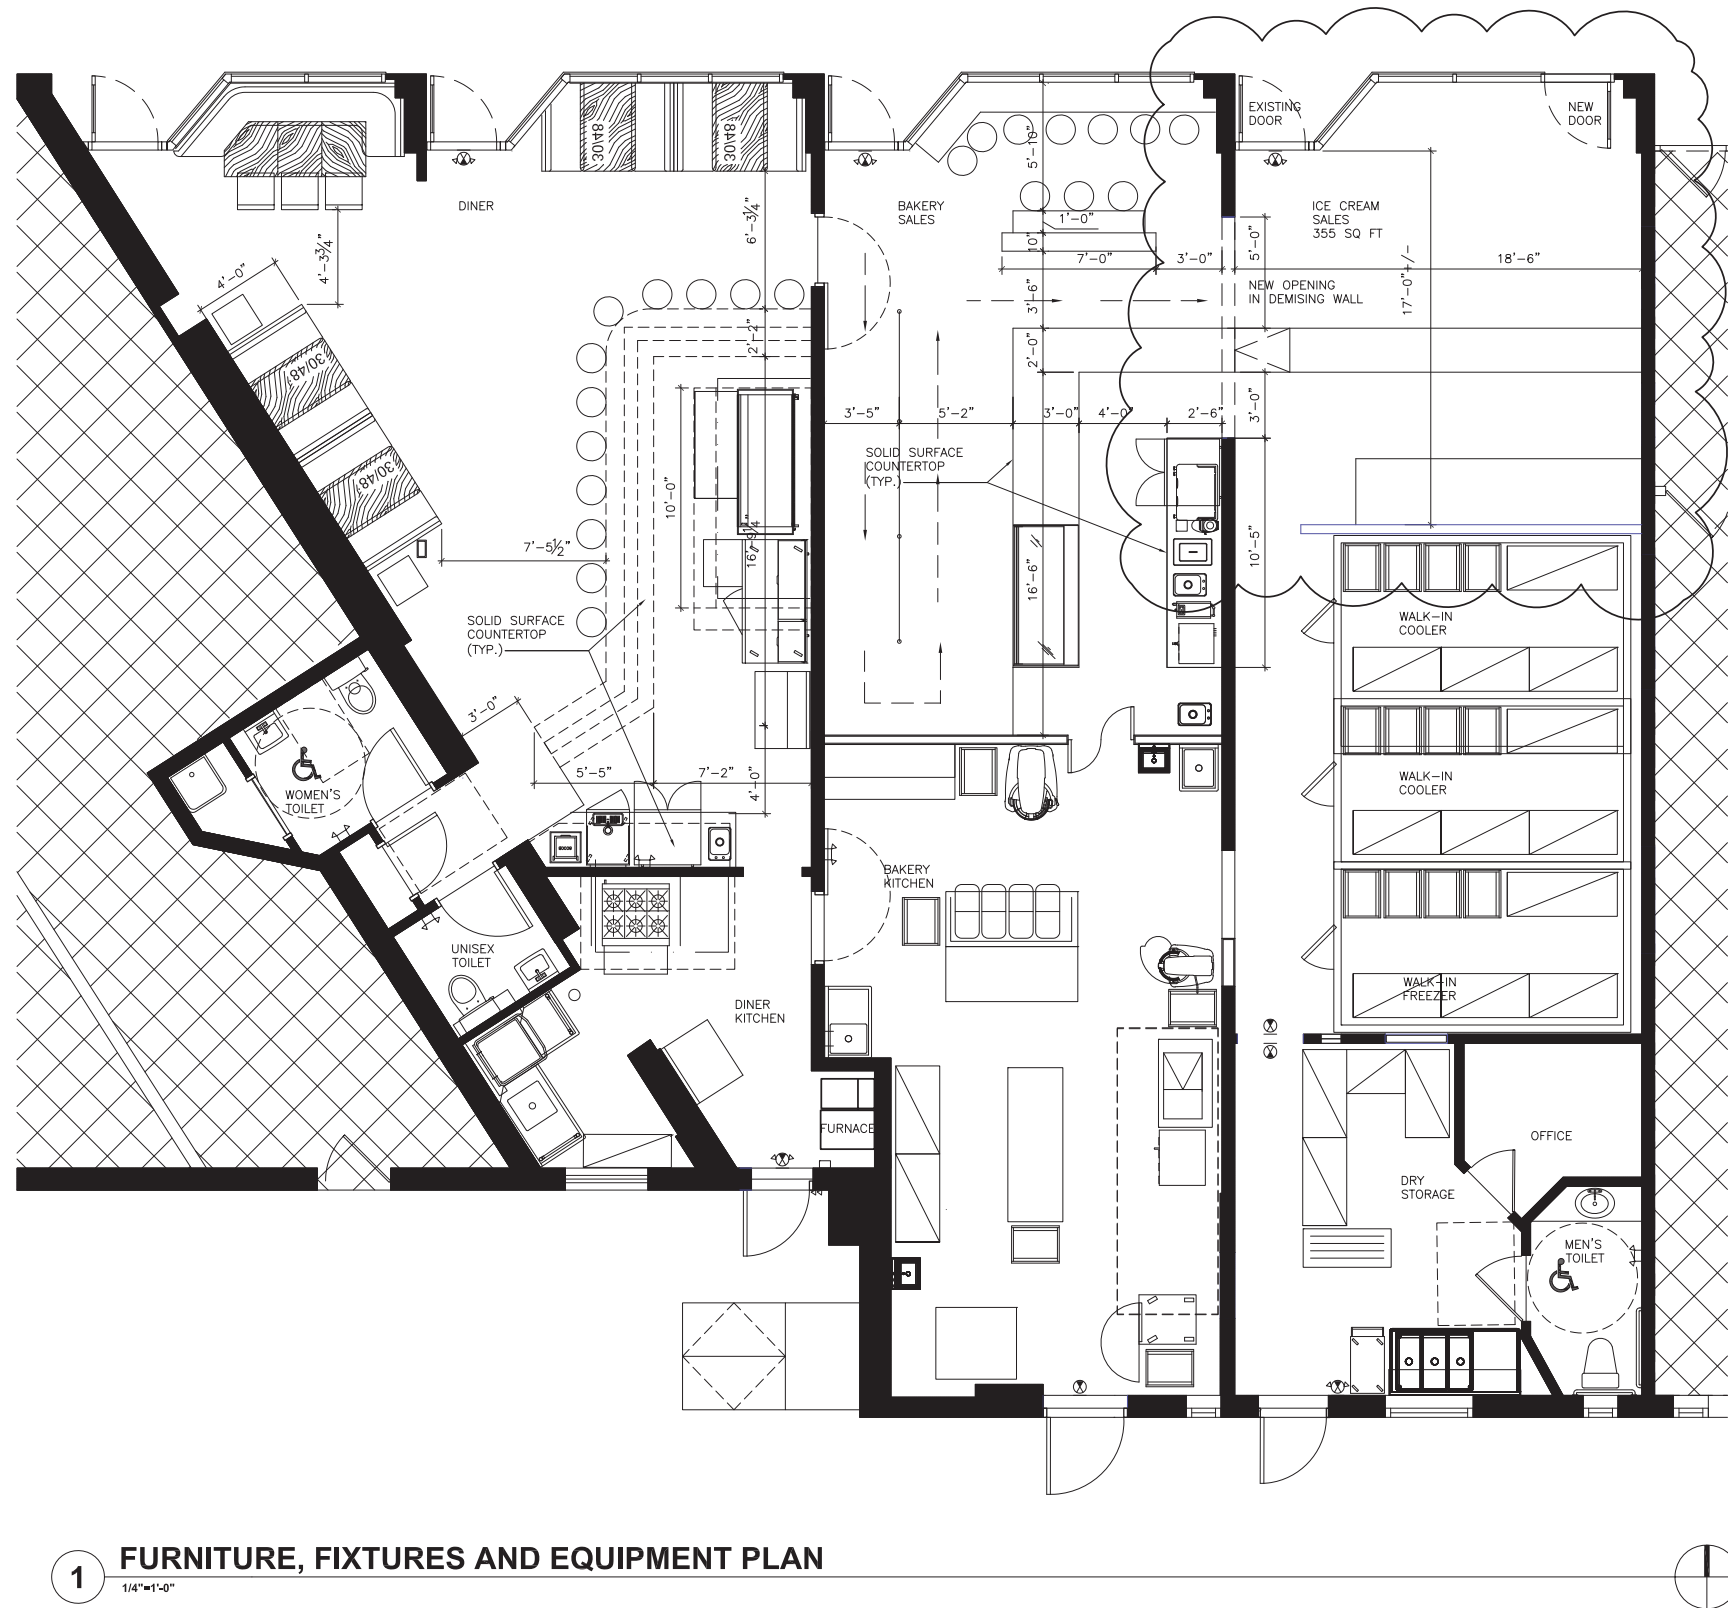 EXISTING
DOOR
NEW
DOOR
30/48
30/48
5'-10"
DINER
BAKERY
SALES
ICE CREAM
SALES
355 SQ FT
6'-3¾"
4'-3¾"
4'-0"
1'-0"
10"
7'-0"
3'-0"
5'-0"
18'-6"
17'-0"+/-
NEW OPENING
IN DEMISING WALL
3'-6"
2'-2"
2'-0"
30/48
30/48
3'-5"
5'-2"
3'-0"
4'-0"
2'-6"
3'-0"
SOLID SURFACE
COUNTERTOP
(TYP.)
10'-0"
7'-5½"
16'-9¼"
16'-6"
10'-5"
SOLID SURFACE
COUNTERTOP
(TYP.)
WALK-IN
COOLER
3'-0"
5'-5"
7'-2"
4'-0"
WOMEN'S
TOILET
WALK-IN
COOLER
BAKERY
KITCHEN
UNISEX
TOILET
WALK-IN
FREEZER
DINER
KITCHEN
FURNACE
OFFICE
DRY
STORAGE
MEN'S
TOILET
1
FURNITURE, FIXTURES AND EQUIPMENT PLAN
1/4"=1'-0"